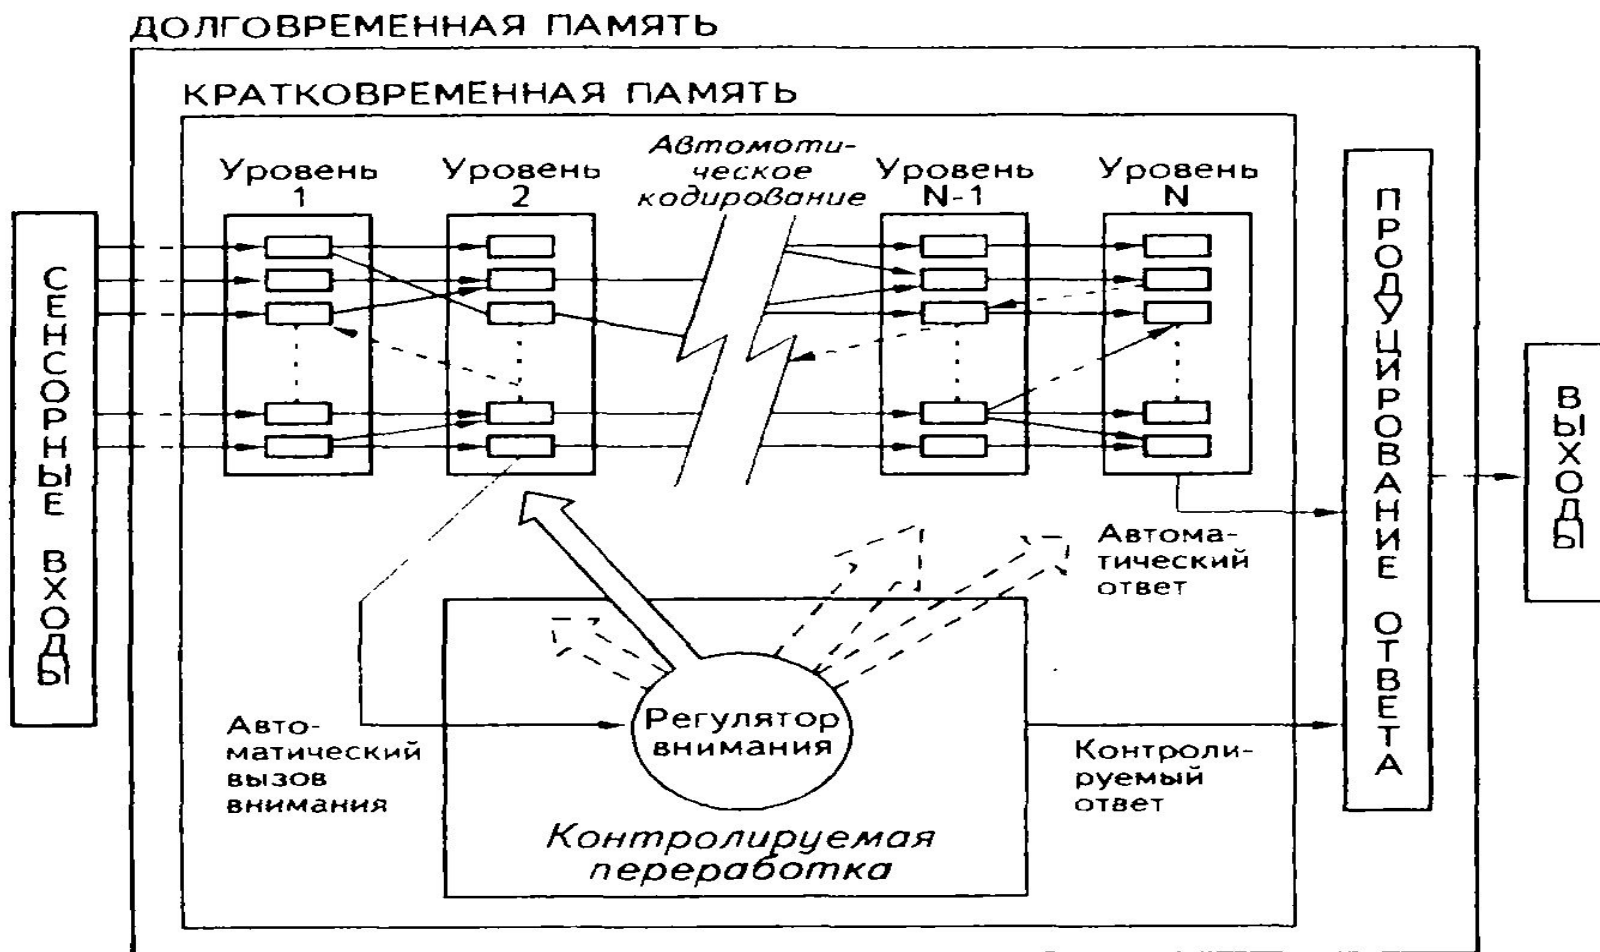 ДОЛГОВРЕМЕННАЯ ПАМЯТЬ
КРАТКОВРЕМЕННАЯ ПАМЯТЬ
Уровень
1
Уровень
2
Автомоти-
ческое
кодирование
Уровень
N-1
Уровень
N
СЕНСОРНЫЕ ВХОДЫ
ПРОДУЦИРОВАНИЕ ОТВЕТА
ВЫХОДЫ
Автома-
тический
ответ
Авто-
матический
вызов
внимания
Регулятор
внимания
Контроли-
руемый
ответ
Контролируемая
переработка